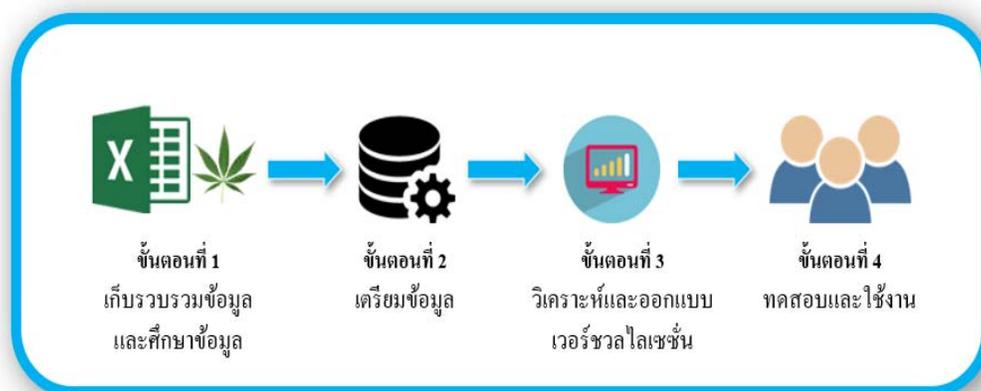 X
ขั้นตอนที่ 1
เก็บรวบรวมข้อมูล
และศึกษาข้อมูล
ขั้นตอนที่ 2
เตรียมข้อมูล
ขั้นตอนที่ 3
วิเคราะห์และออกแบบ
เวอร์ชวลไลเซชั่น
ขั้นตอนที่ 4
ทดสอบและใช้งาน